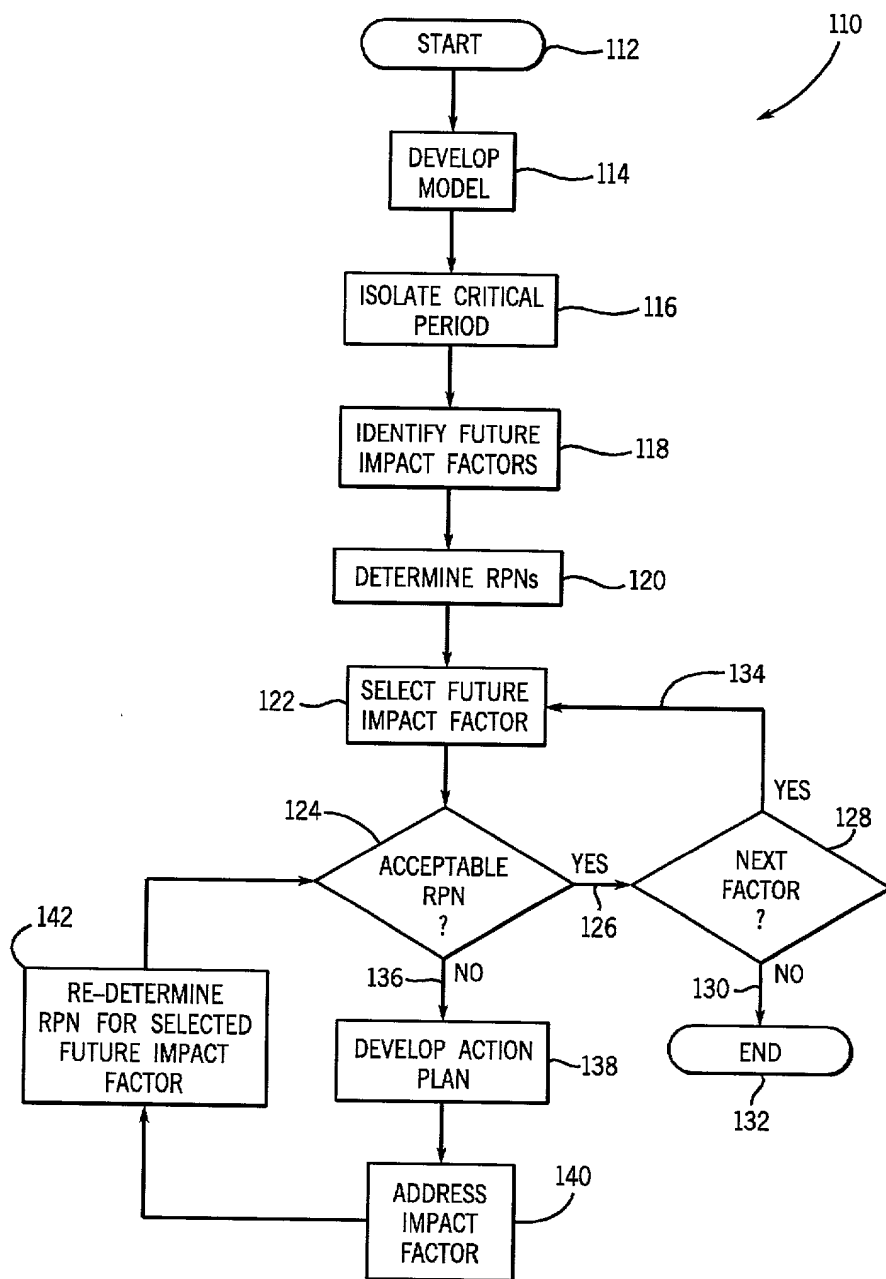 110
START
112
DEVELOP
MODEL
114
ISOLATE CRITICAL
PERIOD
116
IDENTIFY FUTURE
IMPACT FACTORS
118
DETERMINE RPNs
120
134
122
SELECT FUTURE
IMPACT FACTOR
YES
124
128
ACCEPTABLE
RPN
?
YES
126
NEXT
FACTOR
?
142
136
NO
130
NO
RE-DETERMINE
RPN FOR SELECTED
FUTURE IMPACT
FACTOR
DEVELOP ACTION
PLAN
138
END
132
ADDRESS
IMPACT
FACTOR
140